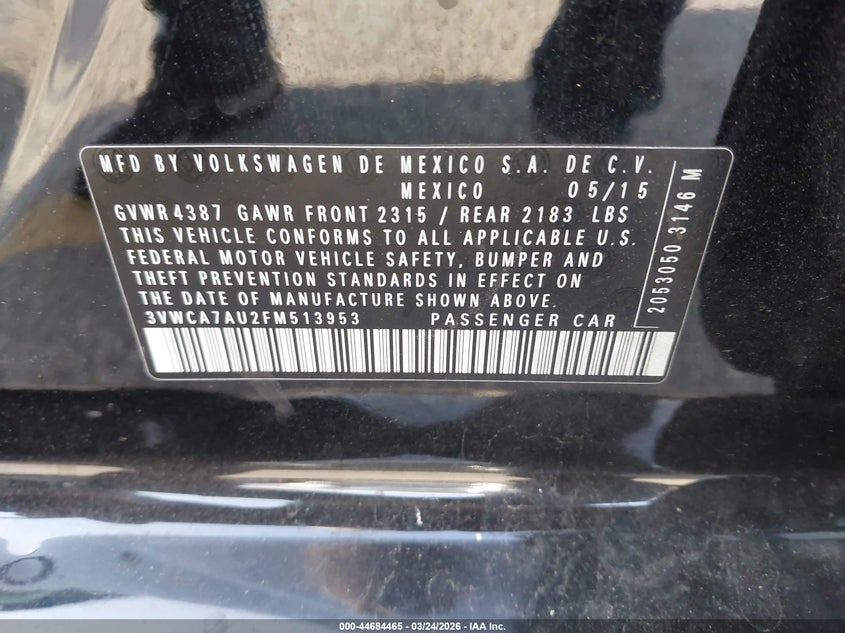 MFD BY VOLKSWAGEN DE MEXICO S.A. DE C.V.
MEXICO 05/15
GVWR 4387 GAWR FRONT 2315 / REAR 2183 LBS
THIS VEHICLE CONFORMS TO ALL APPLICABLE U.S.
FEDERAL MOTOR VEHICLE SAFETY, BUMPER AND
THEFT PREVENTION STANDARDS IN EFFECT ON
THE DATE OF MANUFACTURE SHOWN ABOVE.
3VWCA7AU2FM513953 PASSENGER CAR
2053050 3146 M
000-44684465 - 03/24/2026 - IAA Inc.